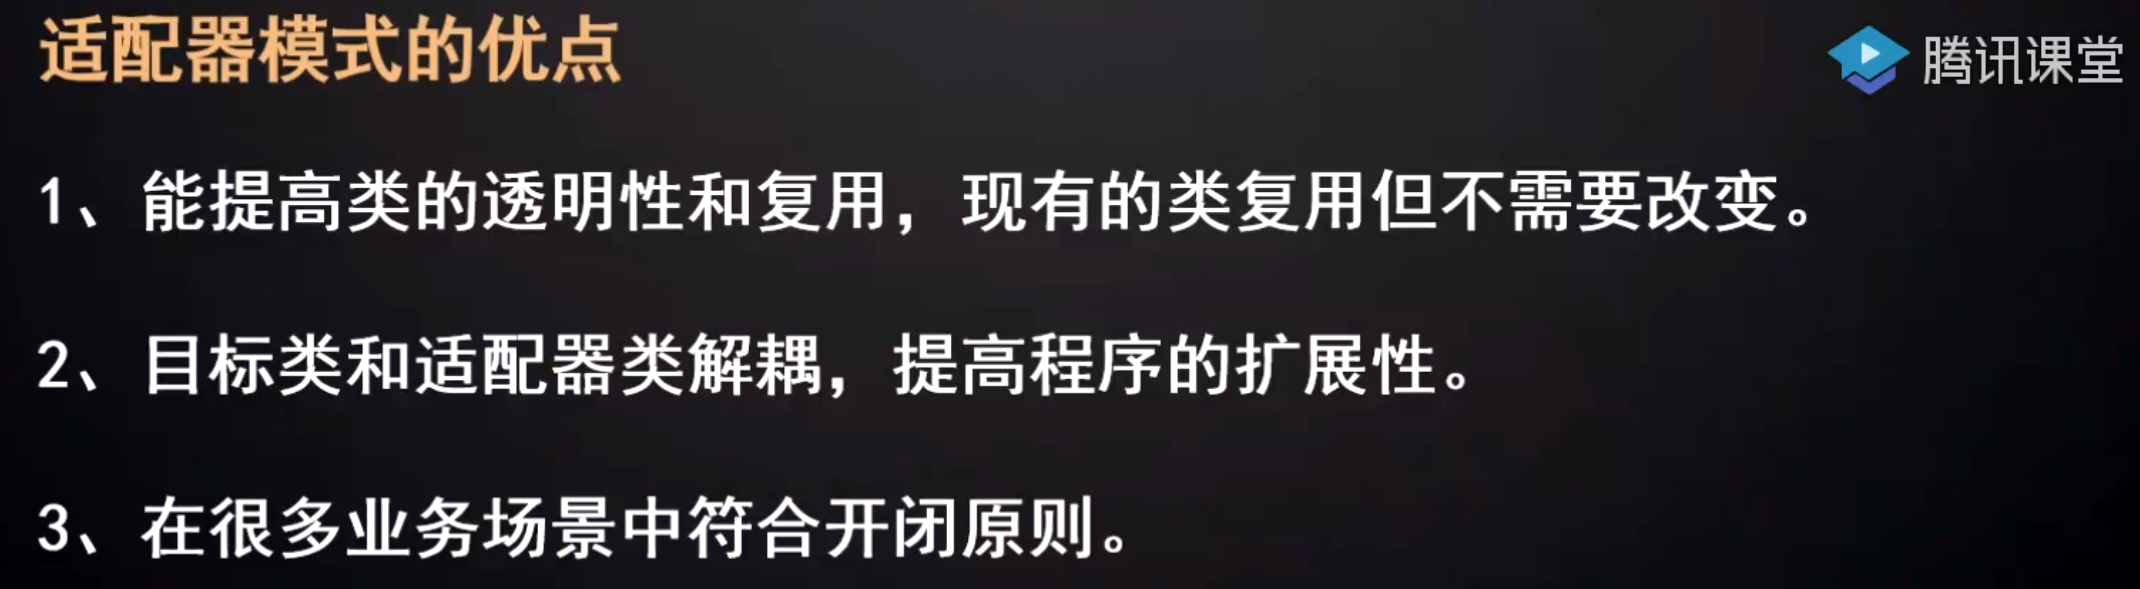 适配器模式的优点
腾讯课堂
1、能提高类的透明性和复用，现有的类复用但不需要改变。
2、目标类和适配器类解耦，提高程序的扩展性。
3、在很多业务场景中符合开闭原则。